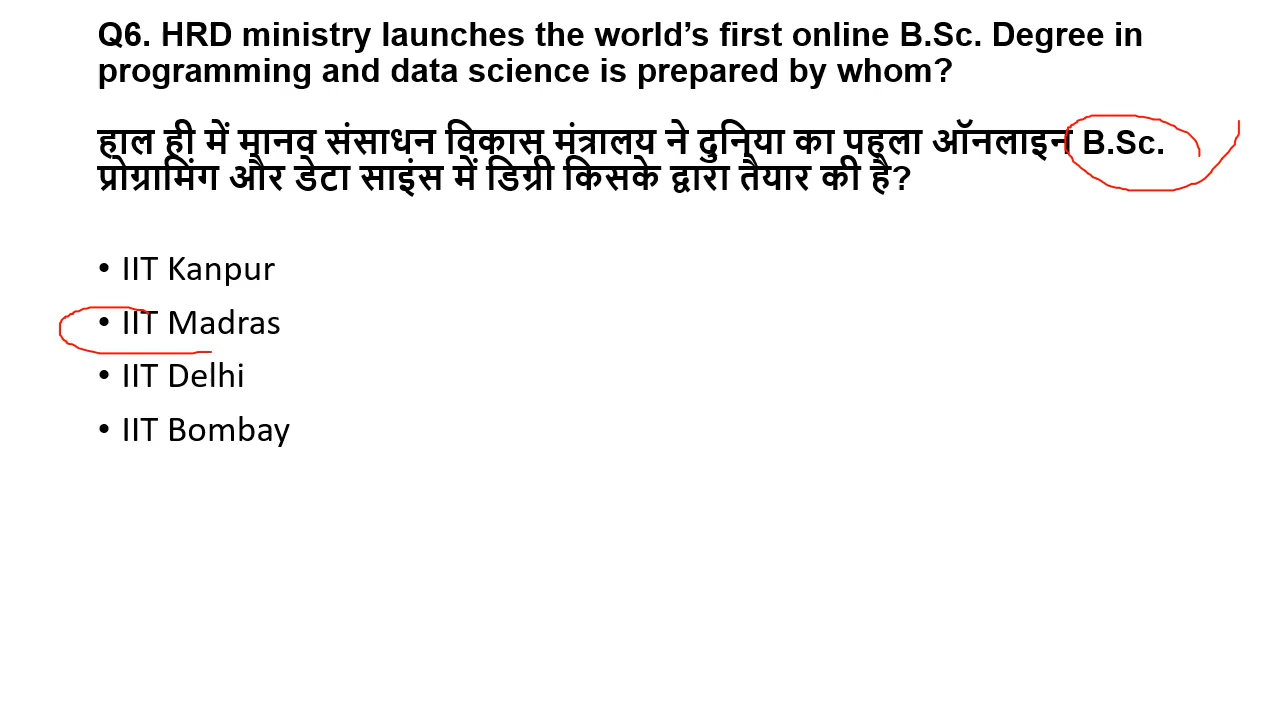 Q6. HRD ministry launches the world’s first online B.Sc. Degree in
programming and data science is prepared by whom?
हाल ही में मानव संसाधन विकास मंत्रालय ने दुनिया का पहला ऑनलाइन B.Sc.
प्रोग्रामिंग और डेटा साइंस में डिग्री किसके द्वारा तैयार की है?
• IIT Kanpur
• IIT Madras
• IIT Delhi
• IIT Bombay